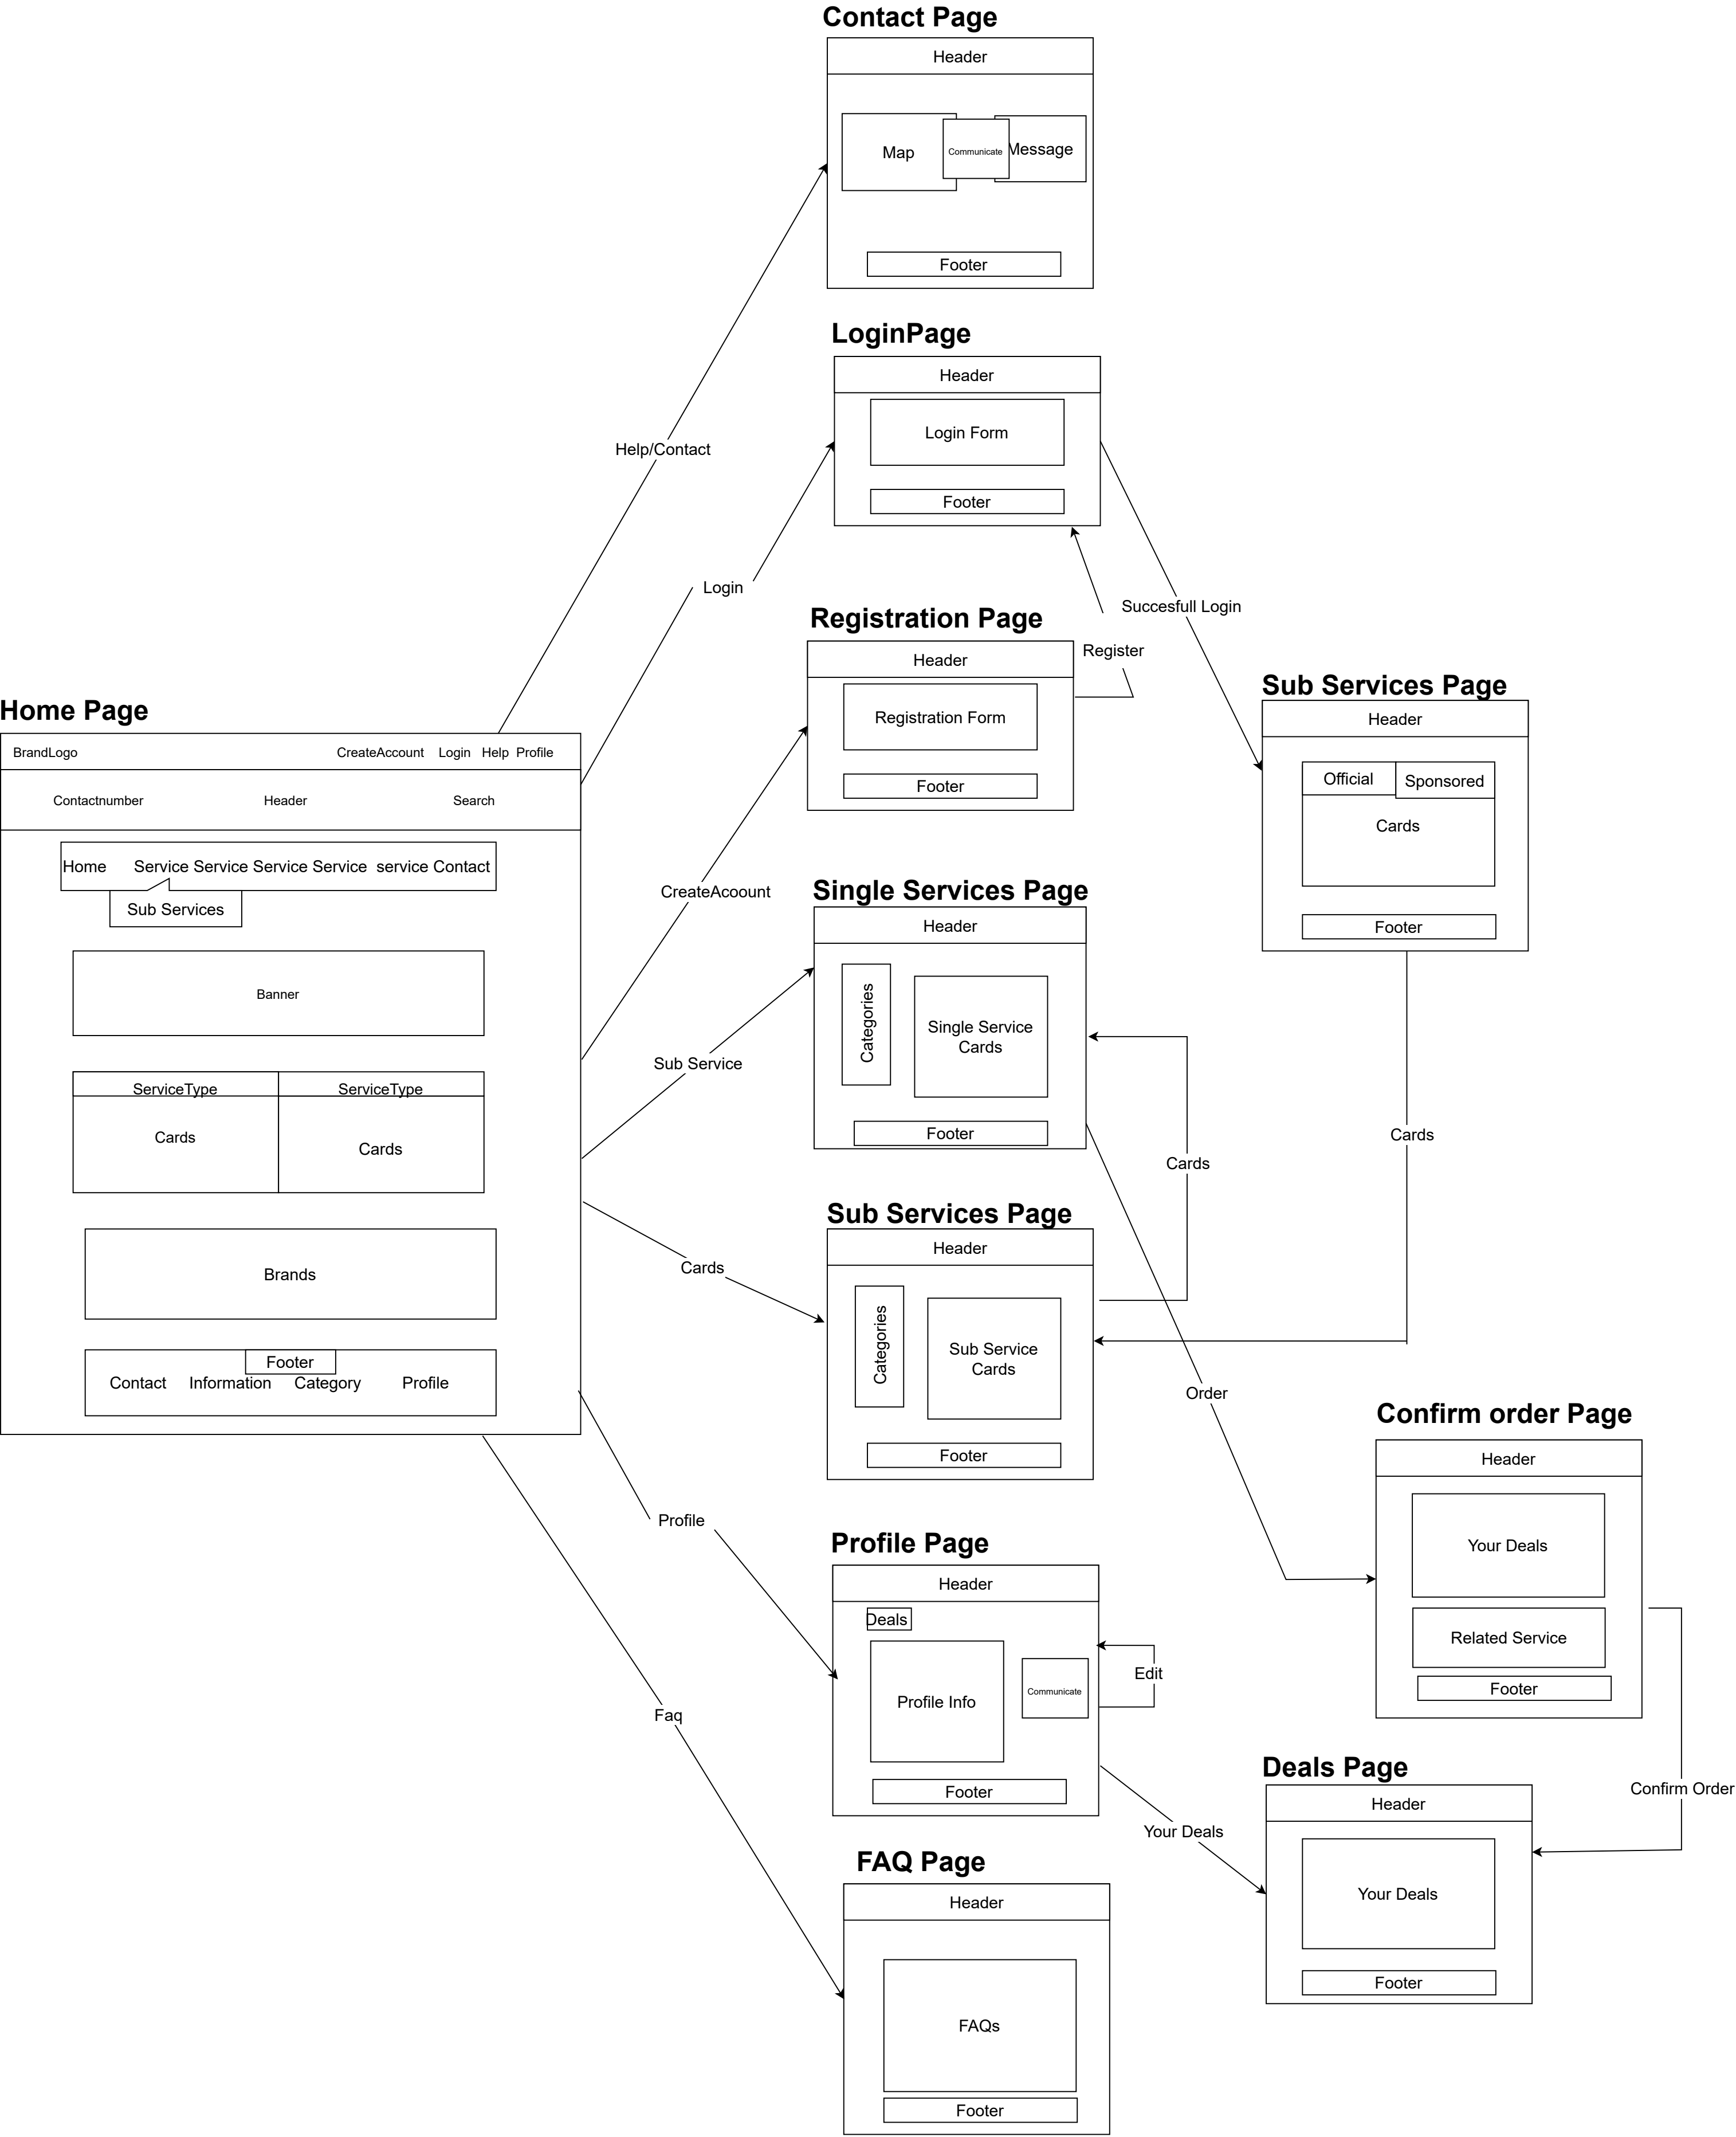 Contact Page
Header
Map
Communicate
Message
Footer
LoginPage
Header
Login Form
Footer
Help/Contact
Login
Succesfull Login
Registration Page
Header
Registration Form
Footer
Register
Sub Services Page
Header
Official
Sponsored
Cards
Footer
Home Page
BrandLogo
CreateAccount Login Help Profile
Contactnumber
Header
Search
Home Service Service Service Service service Contact
Sub Services
Banner
ServiceType
ServiceType
Cards
Cards
Brands
Footer
Contact Information Category Profile
CreateAcoount
Sub Service
Cards
Profile
Faq
Single Services Page
Header
Categories
Single Service
Cards
Footer
Cards
Cards
Order
Sub Services Page
Header
Categories
Sub Service
Cards
Footer
Confirm order Page
Header
Your Deals
Related Service
Footer
Confirm Order
Profile Page
Header
Deals
Profile Info
Communicate
Footer
Edit
Your Deals
Deals Page
Header
Your Deals
Footer
FAQ Page
Header
FAQs
Footer